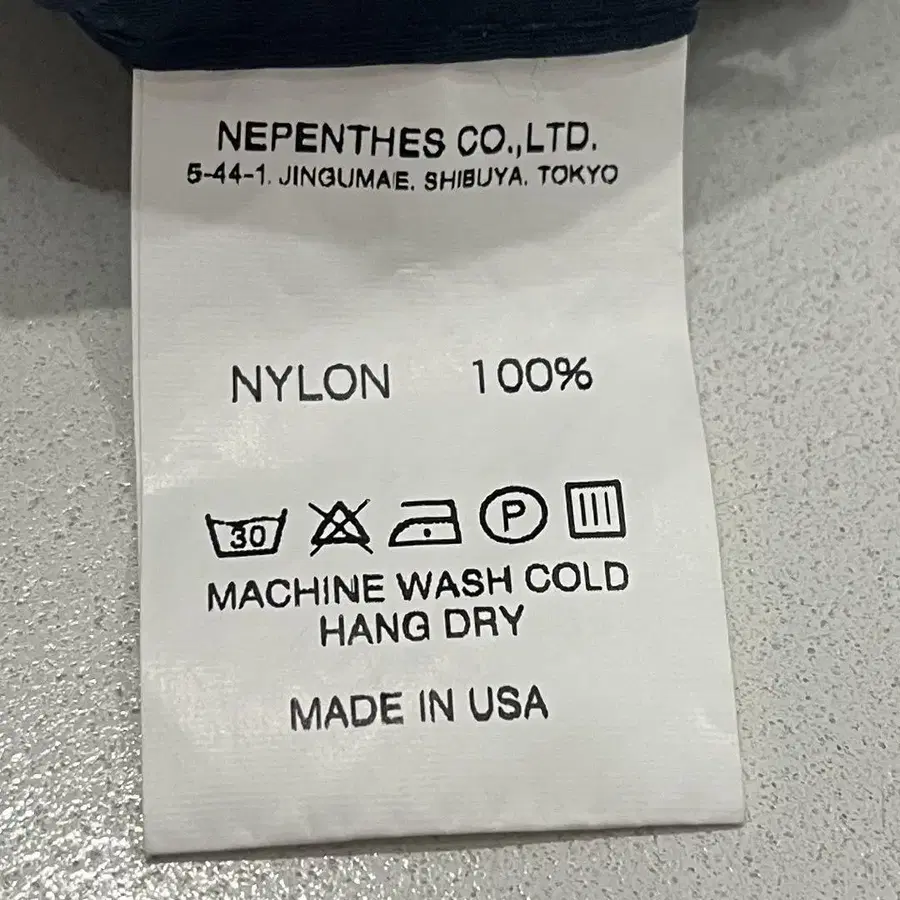 NEPENTHES CO.,LTD.
5-44-1. JINGUMAE. SHIBUYA. TOKYO
NYLON 100%
30 P
MACHINE WASH COLD
HANG DRY
MADE IN USA